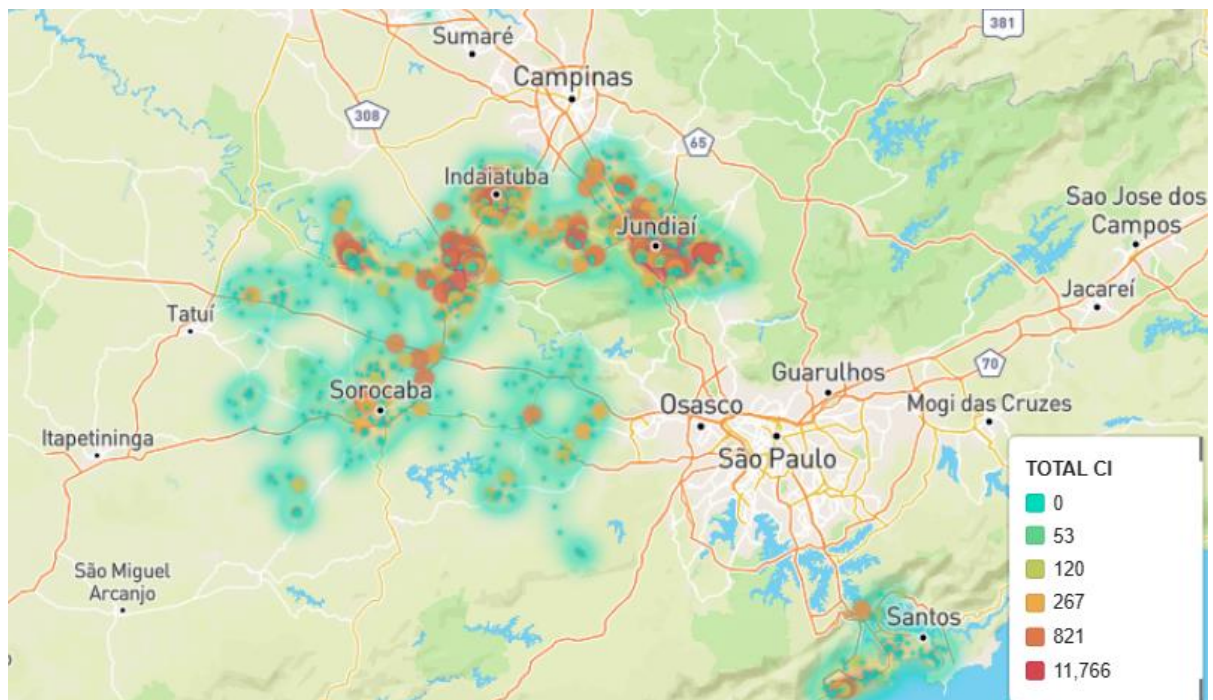 381
Sumaré
Campinas
308
65
Indaiatuba
Sao Jose dos
Campos
Jundiaí
Jacareí
Tatuí
70
Guarulhos
Sorocaba
Osasco
Mogi das Cruzes
Itapetininga
São Paulo
TOTAL CI
0
53
120
267
821
11,766
São Miguel
Arcanjo
Santos